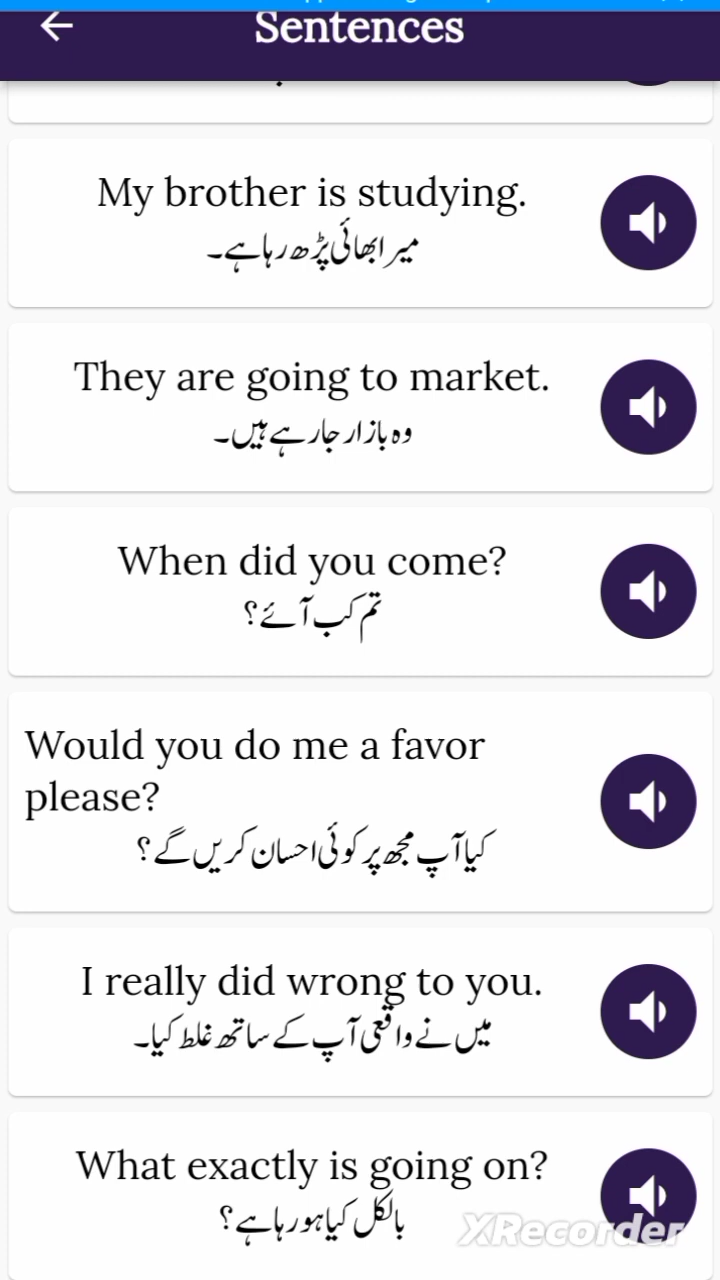 Sentences
My brother is studying.
میرا بھائی پڑھ رہا ہے۔
They are going to market.
وہ بازار جا رہے ہیں۔
When did you come?
تم کب آئے؟
Would you do me a favor
please?
کیا آپ مجھ پر کوئی احسان کریں گے؟
I really did wrong to you.
میں نے واقعی آپ کے ساتھ غلط کیا۔
What exactly is going on?
بالکل کیا ہو رہا ہے؟
XRecorder